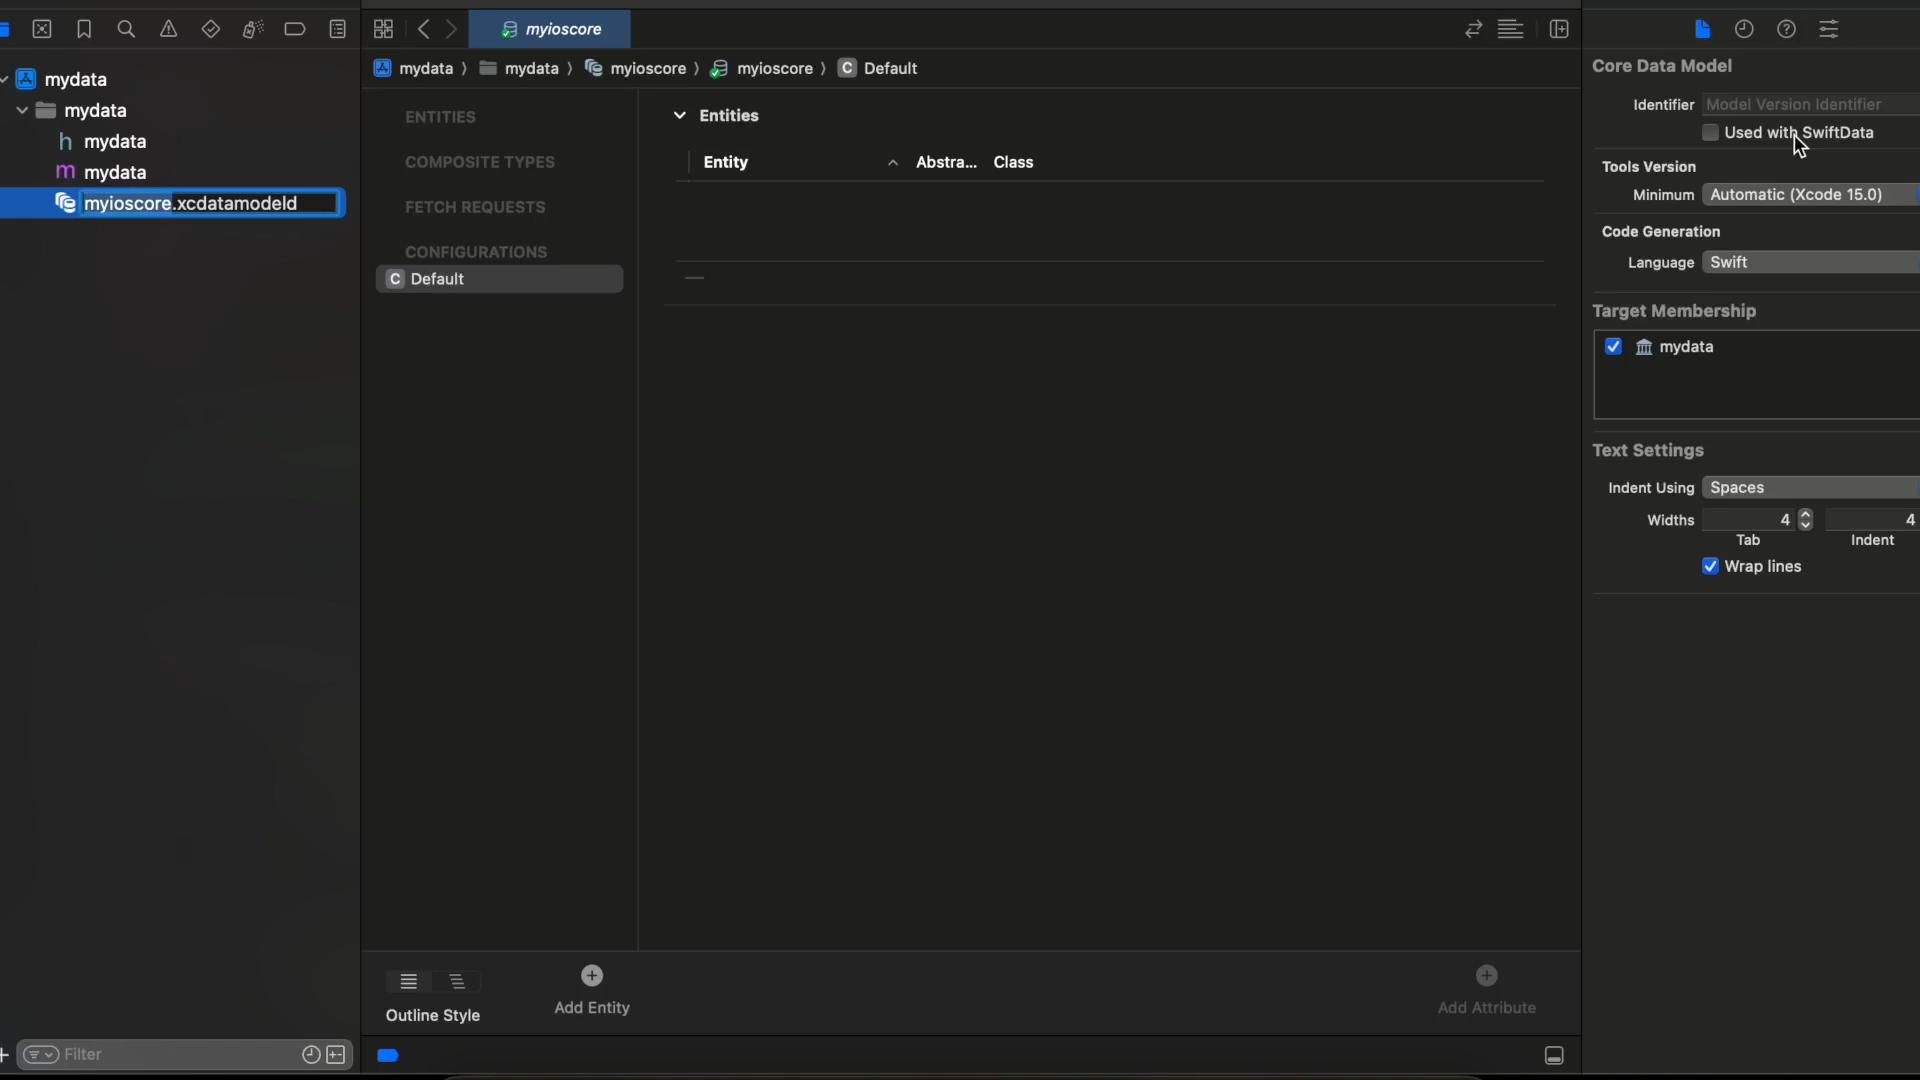 myioscore
mydata
mydata
h mydata
m mydata
myioscore.xcdatamodeld
Filter
mydata › mydata › myioscore › myioscore › C Default
ENTITIES
COMPOSITE TYPES
FETCH REQUESTS
CONFIGURATIONS
C Default
Entities
Entity Abstra... Class
Outline Style
Add Entity
Add Attribute
Core Data Model
Identifier Model Version Identifier
Used with SwiftData
Tools Version
Minimum Automatic (Xcode 15.0)
Code Generation
Language Swift
Target Membership
mydata
Text Settings
Indent Using Spaces
Widths 4 4
Tab Indent
Wrap lines